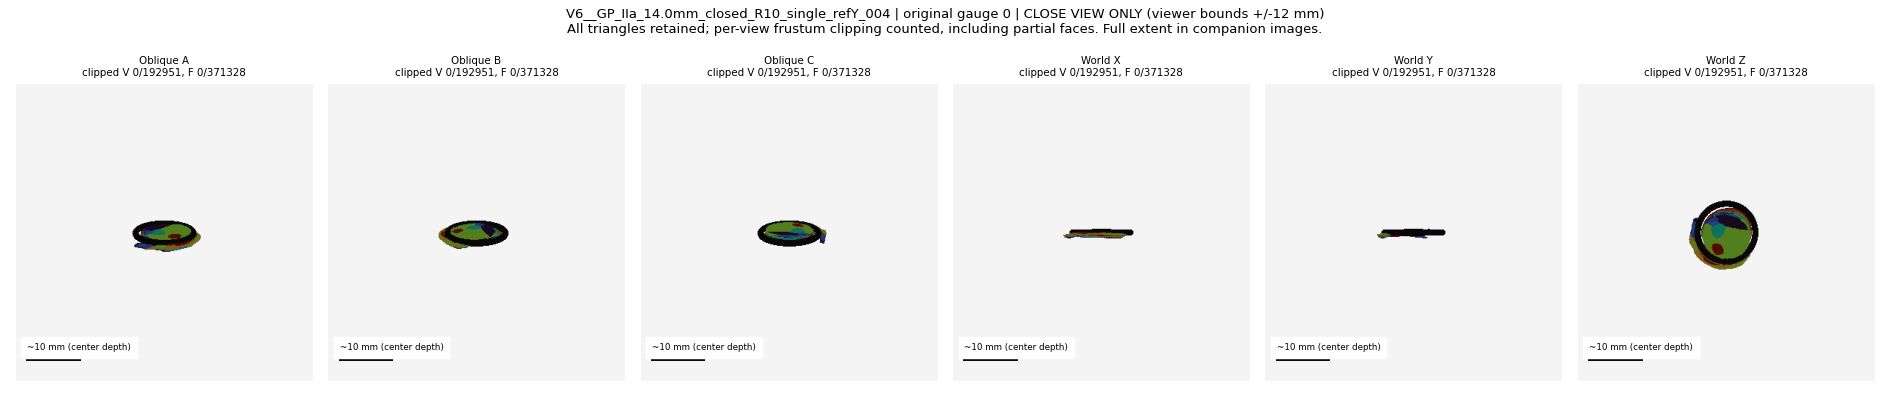 V6__GP_IIa_14.0mm_closed_R10_single_refY_004 | original gauge 0 | CLOSE VIEW ONLY (viewer bounds +/-12 mm)
All triangles retained; per-view frustum clipping counted, including partial faces. Full extent in companion images.
Oblique A
clipped V 0/192951, F 0/371328
Oblique B
clipped V 0/192951, F 0/371328
Oblique C
clipped V 0/192951, F 0/371328
World X
clipped V 0/192951, F 0/371328
World Y
clipped V 0/192951, F 0/371328
World Z
clipped V 0/192951, F 0/371328
~10 mm (center depth)
~10 mm (center depth)
~10 mm (center depth)
~10 mm (center depth)
~10 mm (center depth)
~10 mm (center depth)